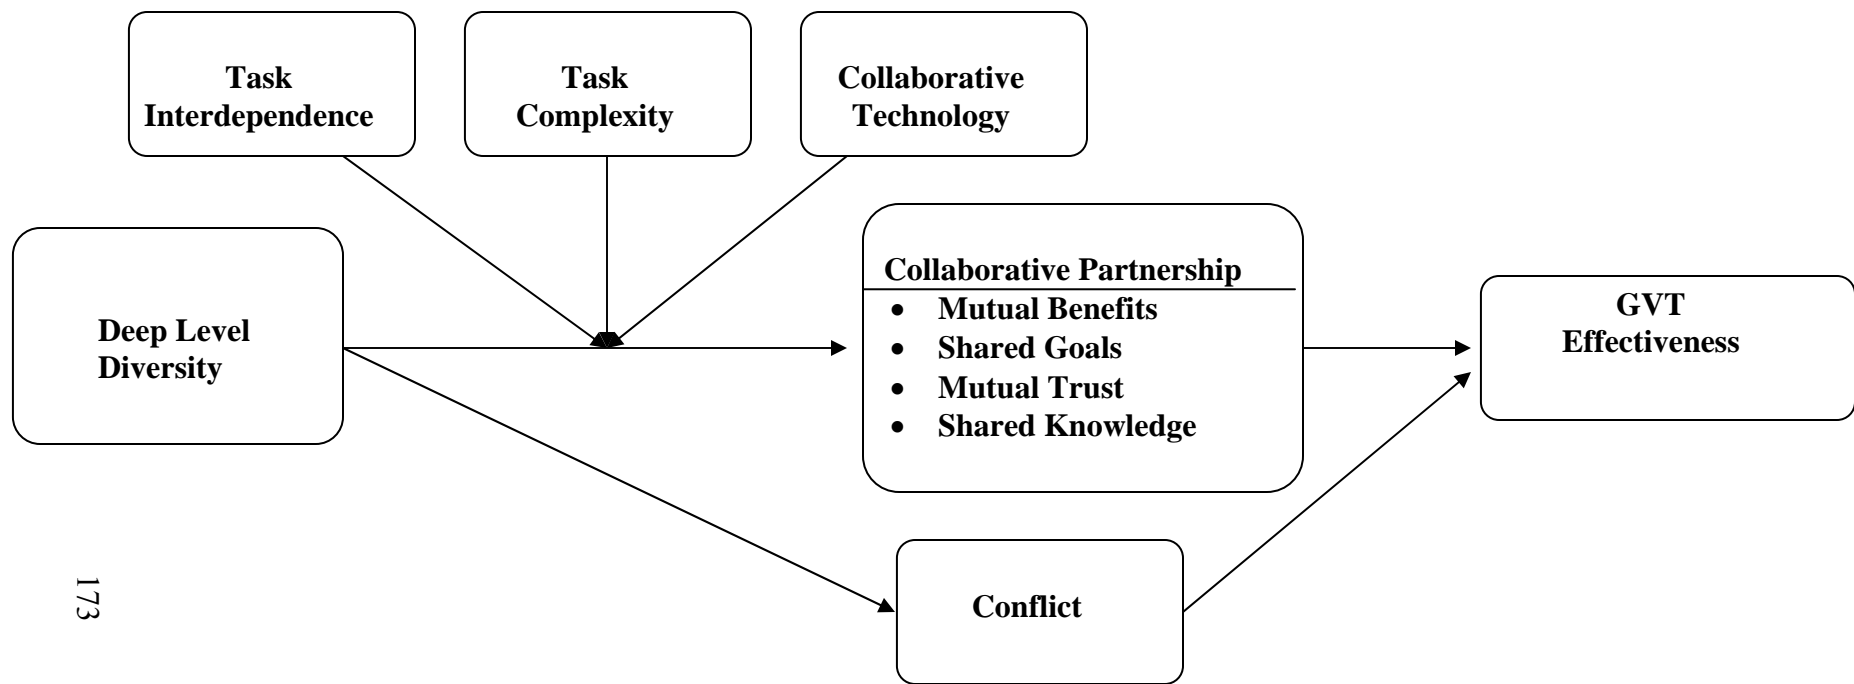 Task
Interdependence
Task
Complexity
Collaborative
Technology
Deep Level
Diversity
Collaborative Partnership
• Mutual Benefits
• Shared Goals
• Mutual Trust
• Shared Knowledge
GVT
Effectiveness
Conflict
173